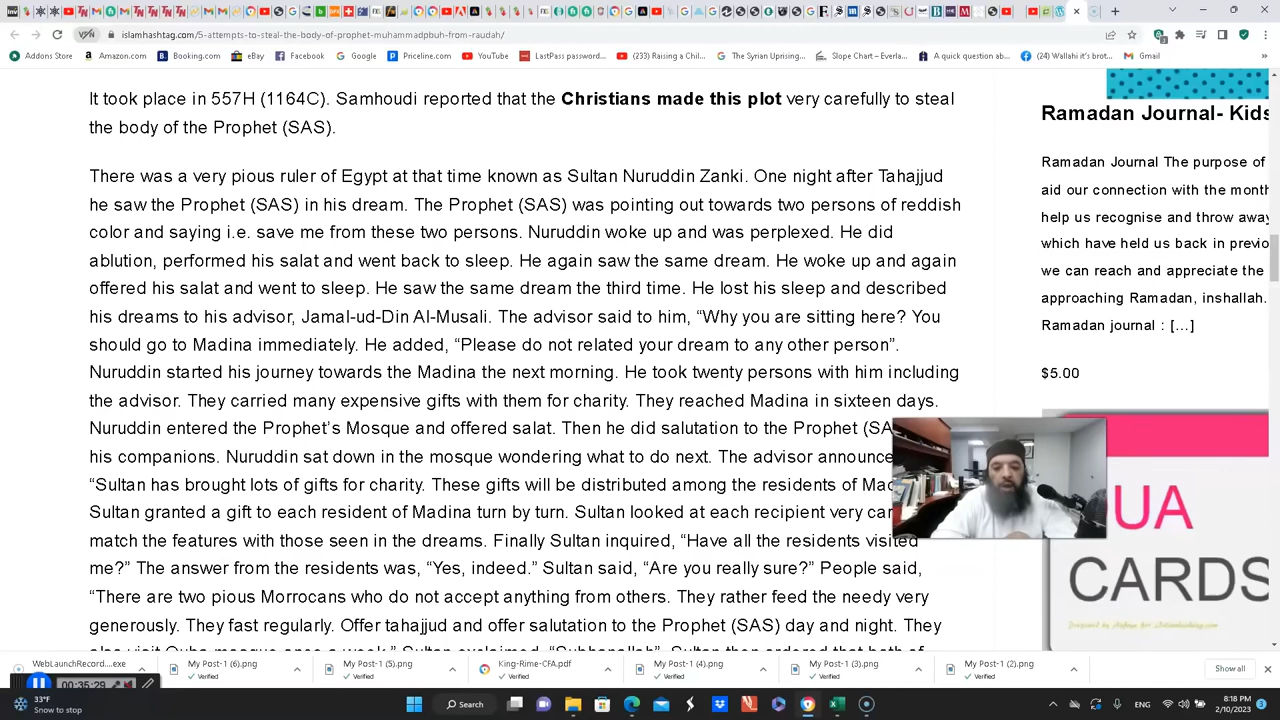 islamhashtag.com/5-attempts-to-steal-the-body-of-prophet-muhammadpbuh-from-raudah/
Addons Store
Amazon.com
Booking.com
eBay
Facebook
Google
Priceline.com
YouTube
LastPass password...
(233) Raising a Chil...
The Syrian Uprising...
Slope Chart – Everla...
A quick question ab...
(24) Wallahi it's brot...
Gmail
It took place in 557H (1164C). Samhoudi reported that the Christians made this plot very carefully to steal
the body of the Prophet (SAS).
There was a very pious ruler of Egypt at that time known as Sultan Nuruddin Zanki. One night after Tahajjud
he saw the Prophet (SAS) in his dream. The Prophet (SAS) was pointing out towards two persons of reddish
color and saying i.e. save me from these two persons. Nuruddin woke up and was perplexed. He did
ablution, performed his salat and went back to sleep. He again saw the same dream. He woke up and again
offered his salat and went to sleep. He saw the same dream the third time. He lost his sleep and described
his dreams to his advisor, Jamal-ud-Din Al-Musali. The advisor said to him, “Why you are sitting here? You
should go to Madina immediately. He added, “Please do not related your dream to any other person”.
Nuruddin started his journey towards the Madina the next morning. He took twenty persons with him including
the advisor. They carried many expensive gifts with them for charity. They reached Madina in sixteen days.
Nuruddin entered the Prophet’s Mosque and offered salat. Then he did salutation to the Prophet (SA
his companions. Nuruddin sat down in the mosque wondering what to do next. The advisor announce
“Sultan has brought lots of gifts for charity. These gifts will be distributed among the residents of Mad
Sultan granted a gift to each resident of Madina turn by turn. Sultan looked at each recipient very car
match the features with those seen in the dreams. Finally Sultan inquired, “Have all the residents visited
me?” The answer from the residents was, “Yes, indeed.” Sultan said, “Are you really sure?” People said,
“There are two pious Morrocans who do not accept anything from others. They rather feed the needy very
generously. They fast regularly. Offer tahajjud and offer salutation to the Prophet (SAS) day and night. They
also visit Quba mosque once a week.” Sultan exclaimed, “Subhanallah”. Sultan then ordered that both of
Ramadan Journal- Kids
Ramadan Journal The purpose of
aid our connection with the month
help us recognise and throw away
which have held us back in previo
we can reach and appreciate the
approaching Ramadan, inshallah.
Ramadan journal : [...]
$5.00
UA
CARDS
WebLaunchRecord....exe
My Post-1 (6).png
Verified
My Post-1 (5).png
Verified
King-Rime-CFA.pdf
Verified
My Post-1 (4).png
Verified
My Post-1 (3).png
Verified
My Post-1 (2).png
Verified
Show all
00:35:29
33°F
Snow to stop
Search
ENG
8:18 PM
2/10/2023